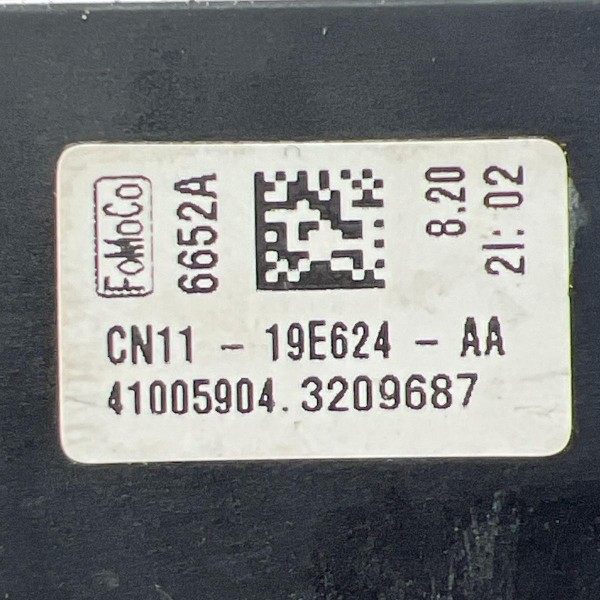 FoMoCo
6652A
8.20
21:02
CN11 - 19E624 - AA
41005904.3209687